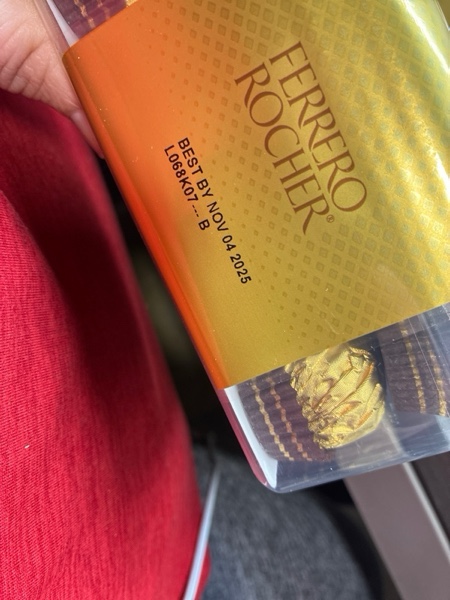 FERRERO
ROCHER®
BEST BY NOV 04 2025
L068K07--- B